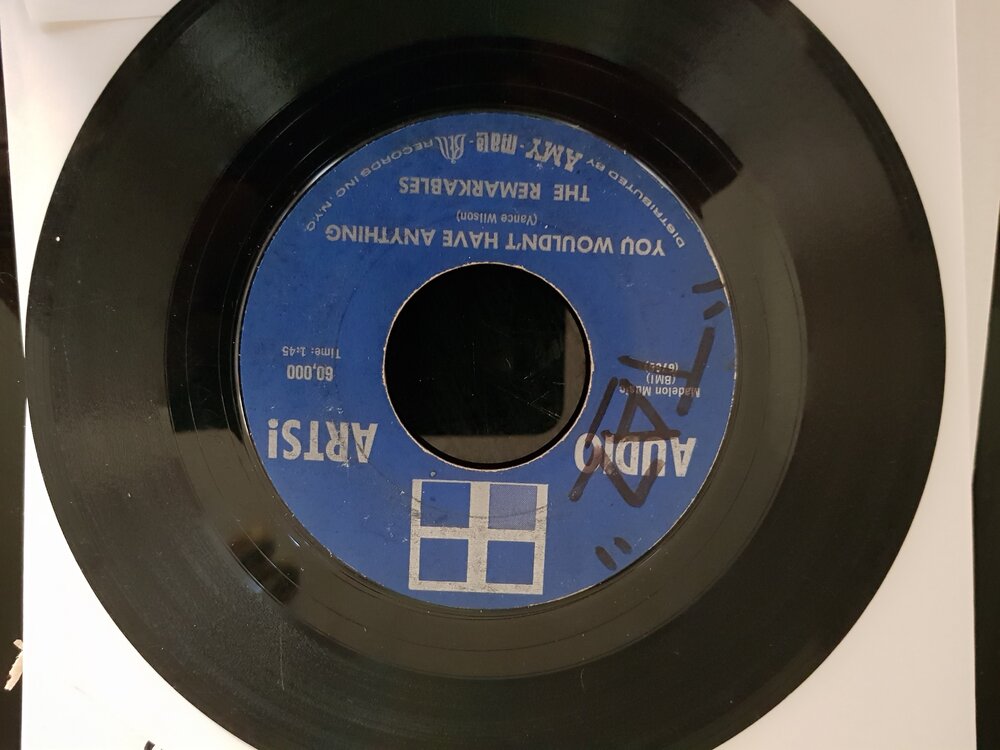 AUDIO ARTS!
Madelon Music
(BMI)
60,000
Time: 1:45
YOU WOULDN'T HAVE ANYTHING
(Vance Wilson)
THE REMARKABLES
DISTRIBUTED BY AMY - mala - Bell RECORDS INC. NYC